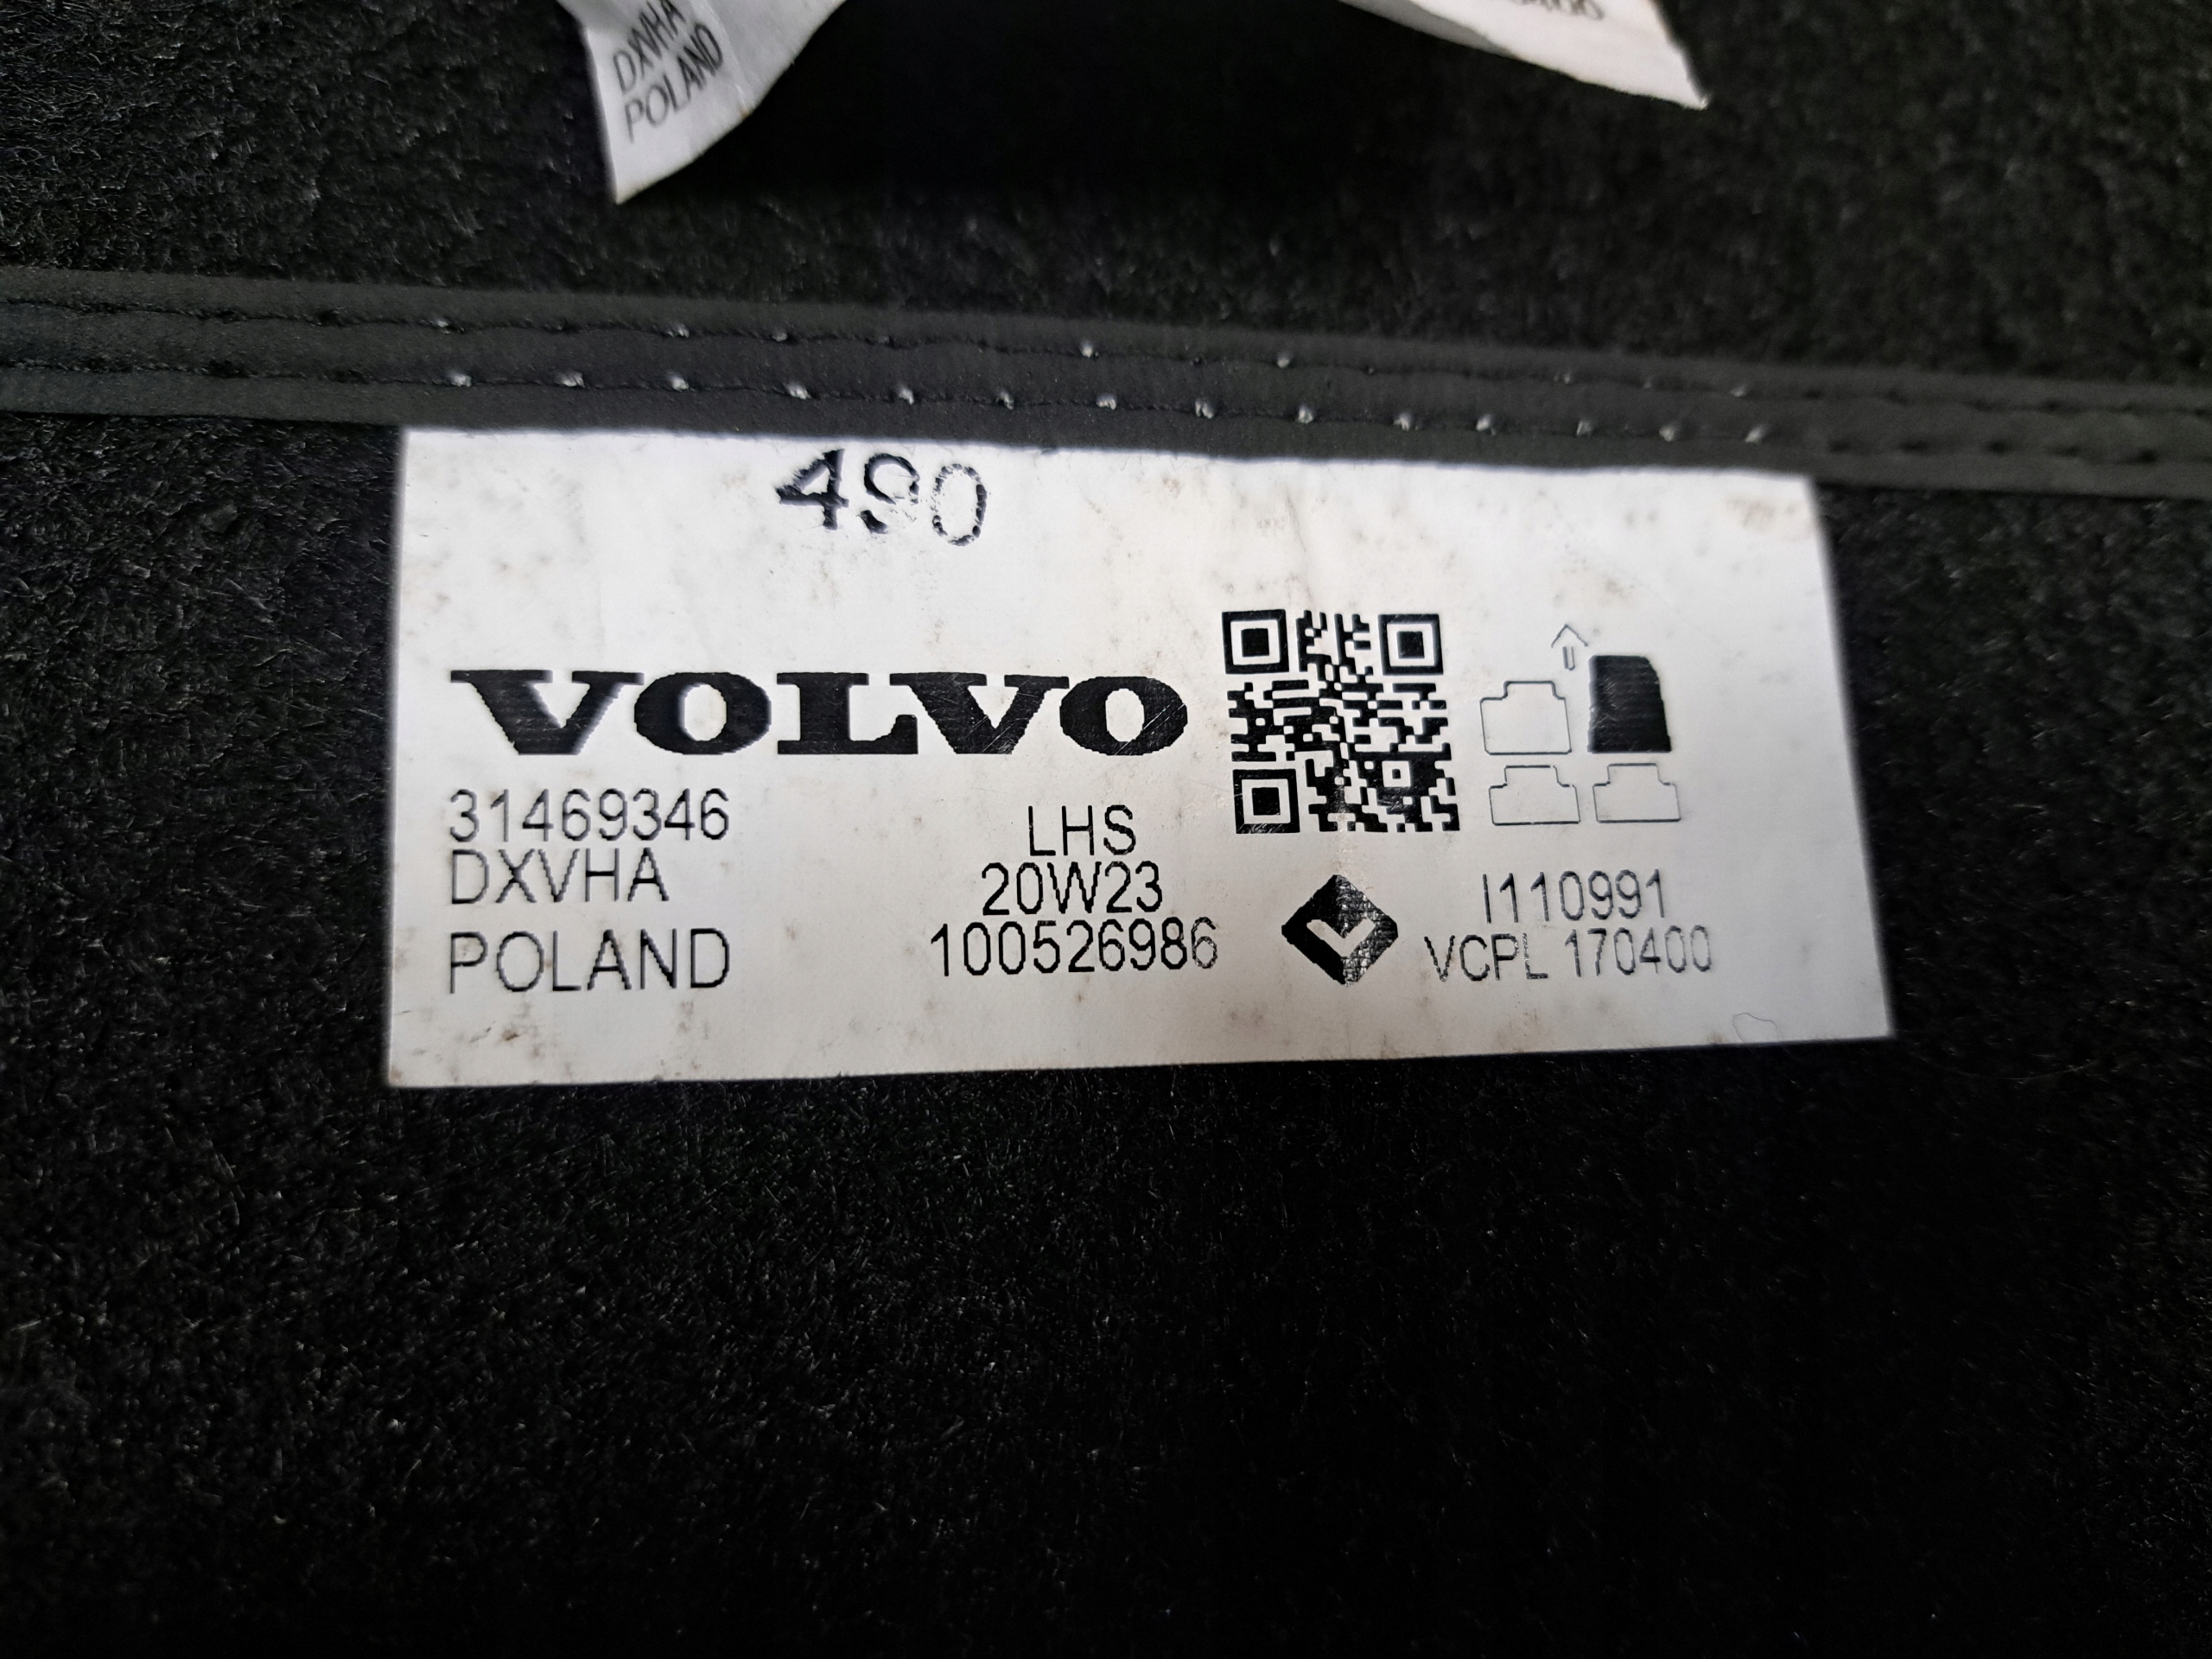 DXVHA
POLAND
490
VOLVO
31469346
DXVHA
POLAND
LHS
20W23
100526986
I110991
VCPL 170400